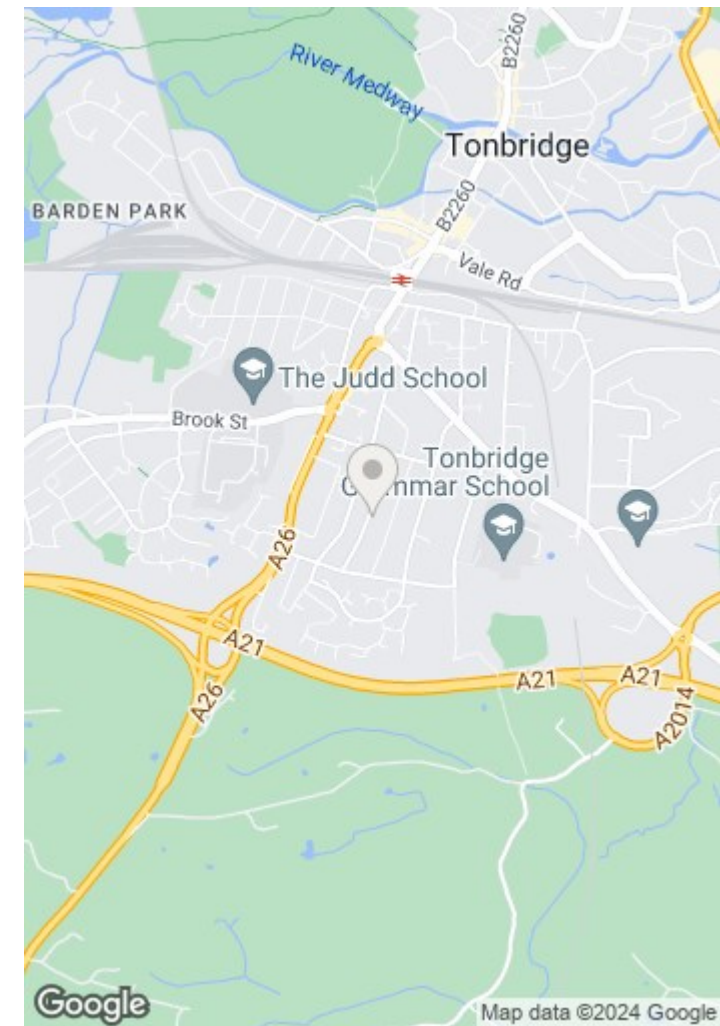 B2260
River Medway
Tonbridge
BARDEN PARK
B2260
Vale Rd
The Judd School
Brook St
Tonbridge
School
A26
A21
A21
A21
A26
A2014
Google
Map data ©2024 Google